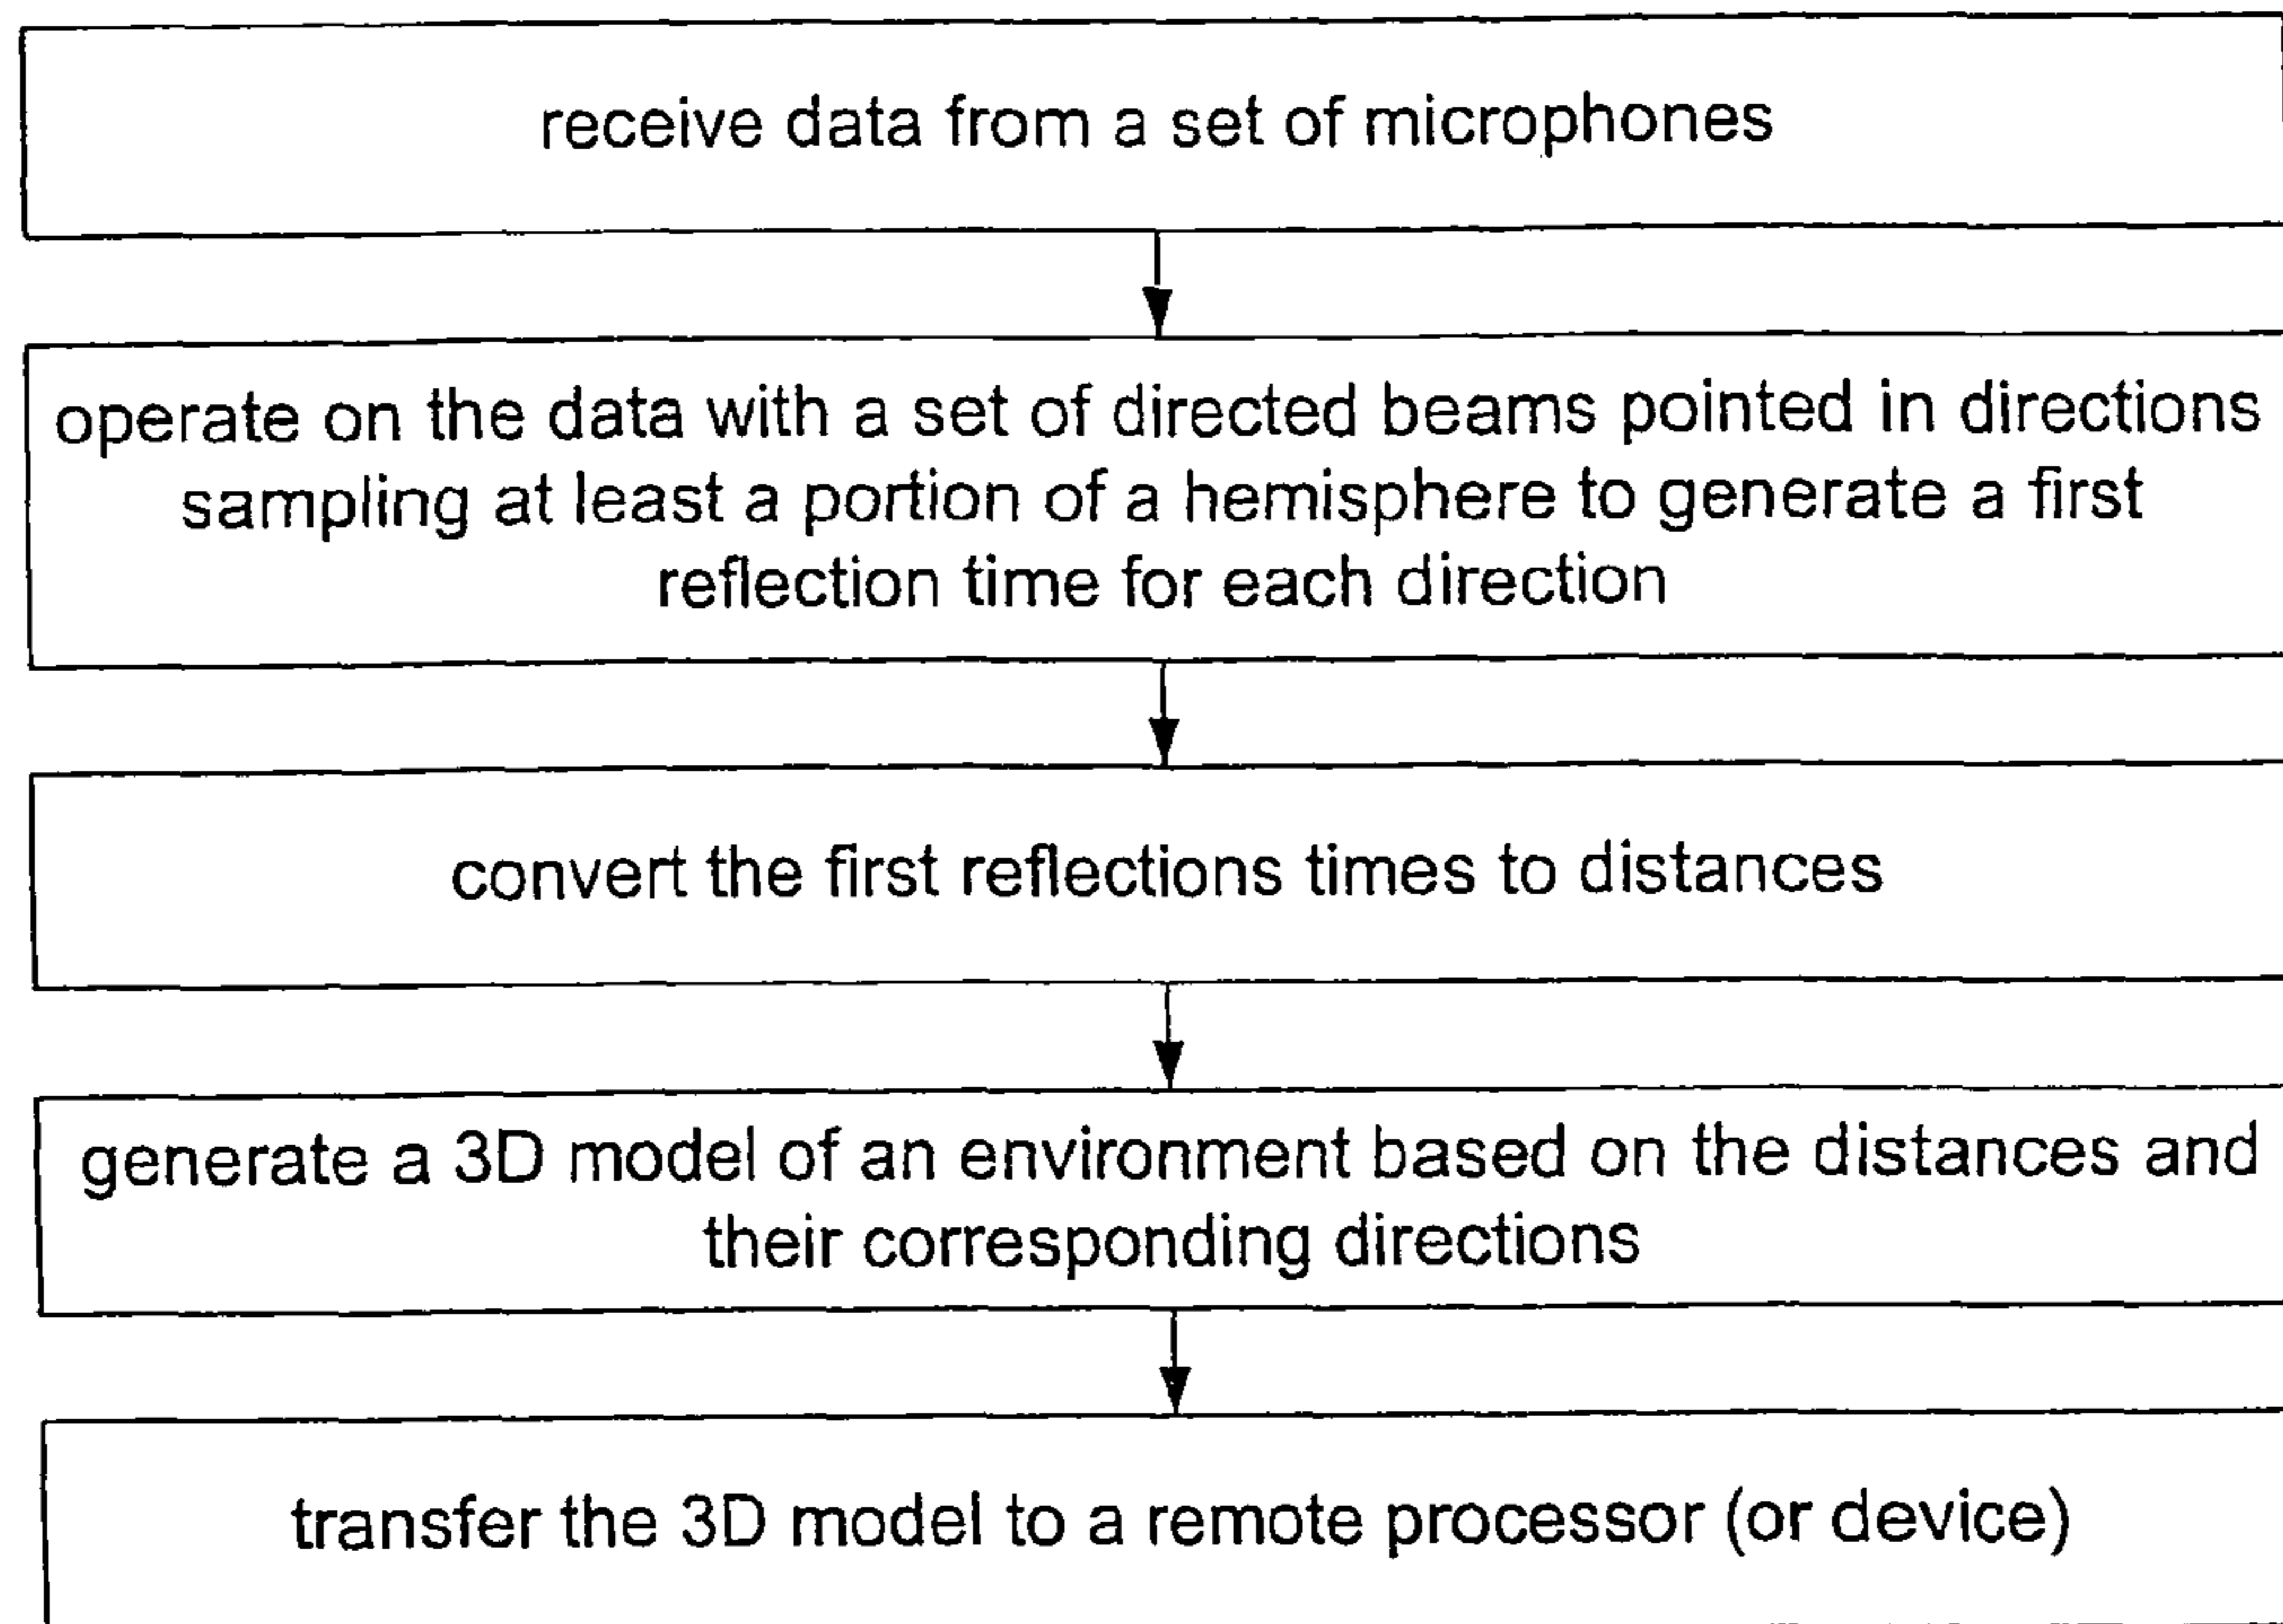 receive data from a set of microphones
operate on the data with a set of directed beams pointed in directions
sampling at least a portion of a hemisphere to generate a first
reflection time for each direction
convert the first reflections times to distances
generate a 3D model of an environment based on the distances and
their corresponding directions
transfer the 3D model to a remote processor (or device)